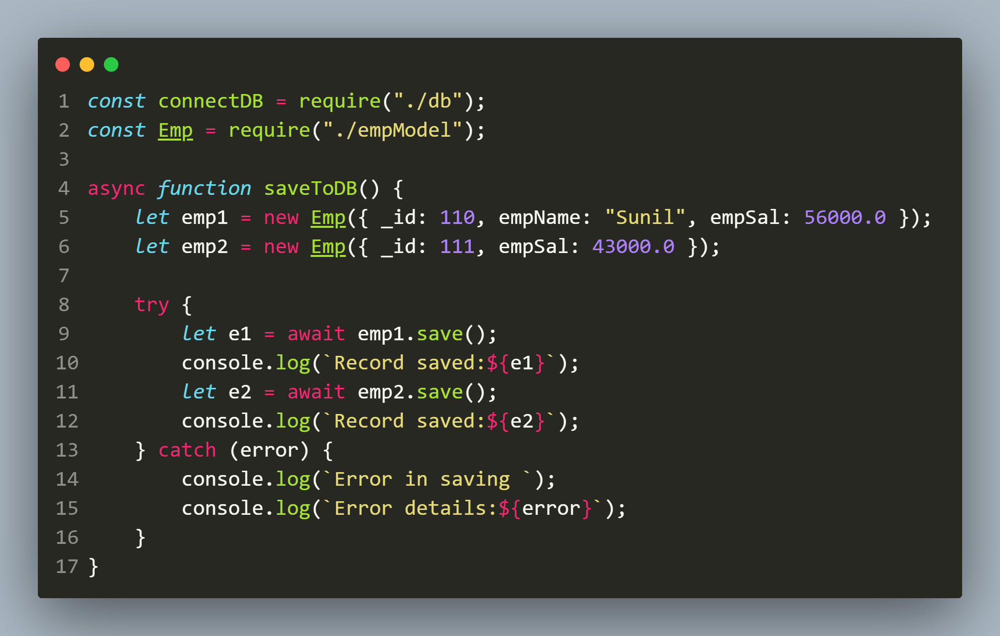 1 const connectDB = require("./db");
2 const Emp = require("./empModel");
3
4 async function saveToDB() {
5     let emp1 = new Emp({ _id: 110, empName: "Sunil", empSal: 56000.0 });
6     let emp2 = new Emp({ _id: 111, empSal: 43000.0 });
7
8     try {
9         let e1 = await emp1.save();
10         console.log(`Record saved:${e1}`);
11         let e2 = await emp2.save();
12         console.log(`Record saved:${e2}`);
13     } catch (error) {
14         console.log(`Error in saving `);
15         console.log(`Error details:${error}`);
16     }
17 }